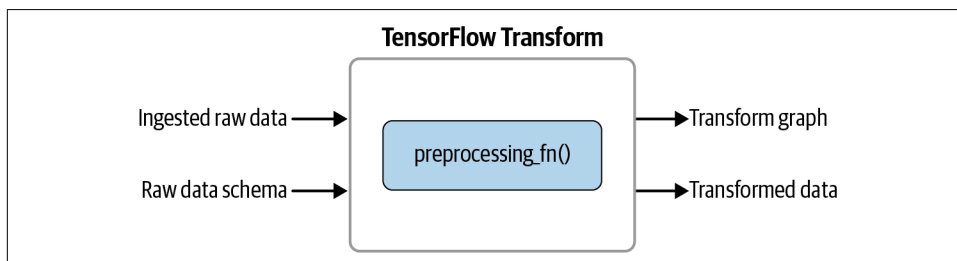 TensorFlow Transform
Ingested raw data
Transform graph
preprocessing_fn()
Raw data schema
Transformed data